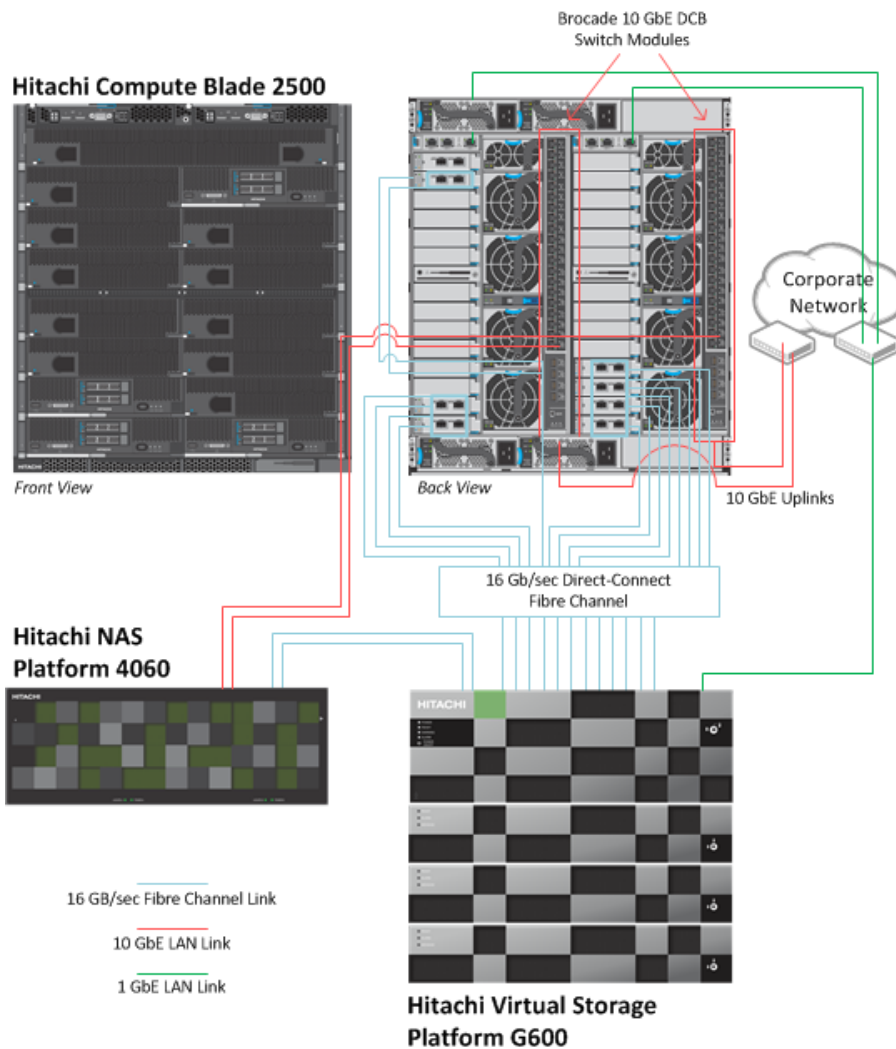 Brocade 10 GbE DCB
Switch Modules
Hitachi Compute Blade 2500
Corporate
Network
HITACHI
Front View
Back View
10 GbE Uplinks
16 Gb/sec Direct-Connect
Fibre Channel
Hitachi NAS
Platform 4060
HITACHI
HITACHI
16 GB/sec Fibre Channel Link
10 GbE LAN Link
1 GbE LAN Link
Hitachi Virtual Storage
Platform G600